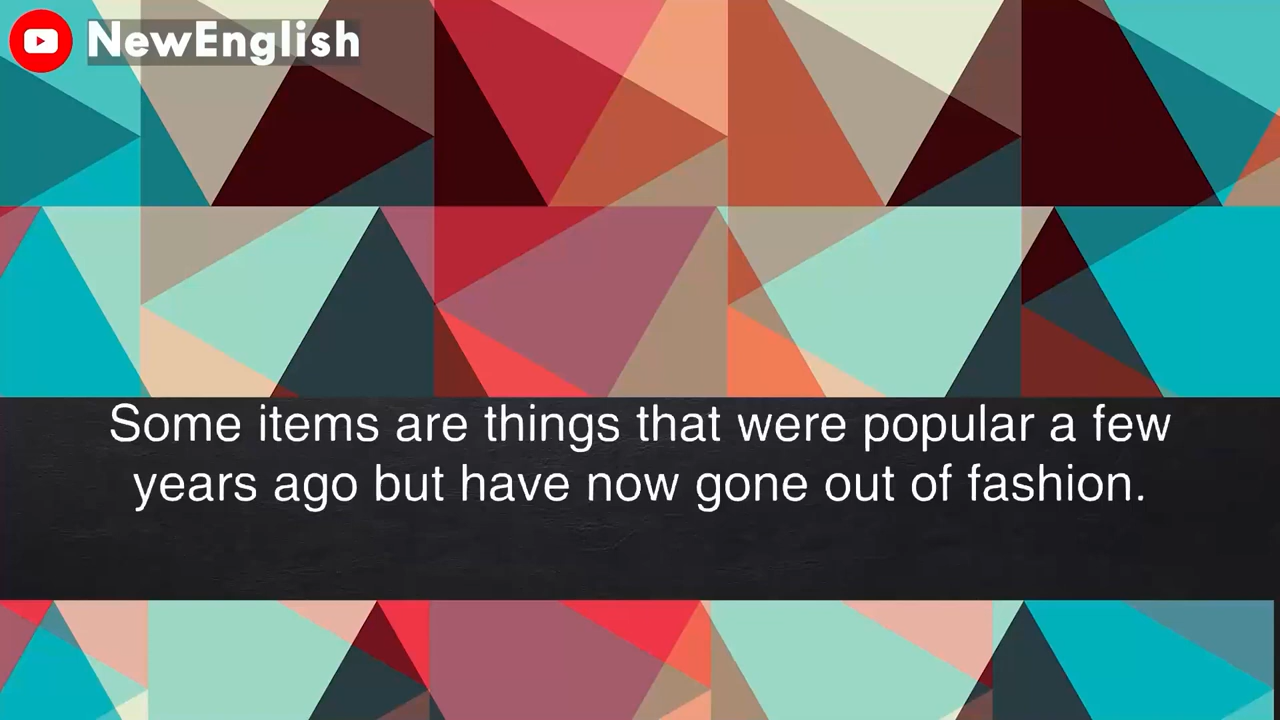 NewEnglish
Some items are things that were popular a few
years ago but have now gone out of fashion.